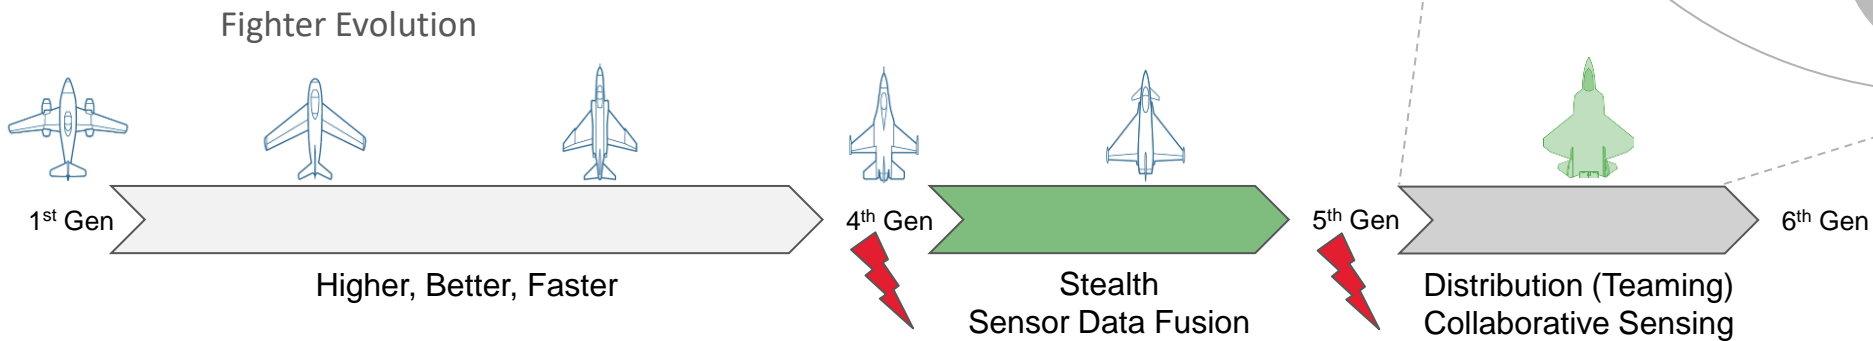 Fighter Evolution
1st Gen
4th Gen
5th Gen
6th Gen
Higher, Better, Faster
Stealth
Sensor Data Fusion
Distribution (Teaming)
Collaborative Sensing